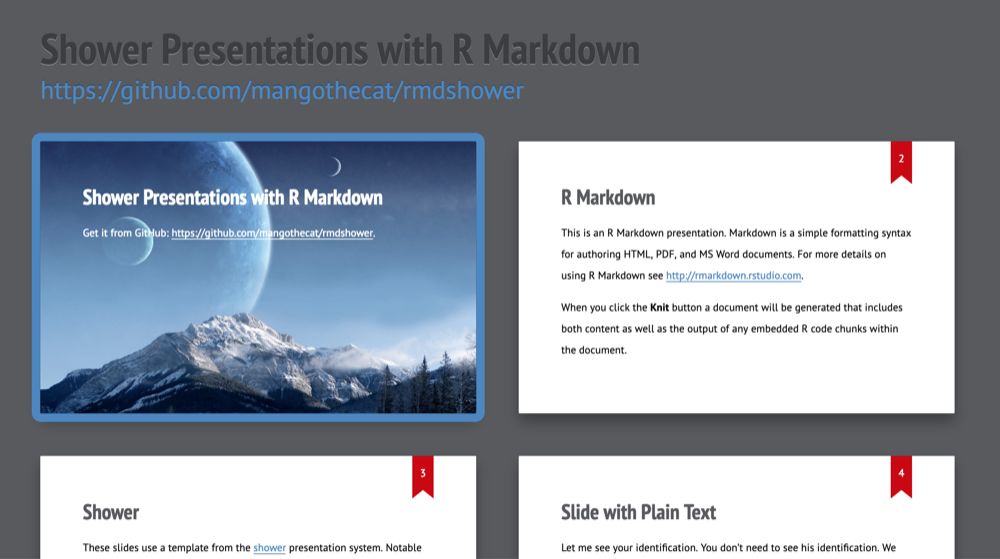 Shower Presentations with R Markdown
https://github.com/mangothecat/rmdshower
Shower Presentations with R Markdown
Get it from GitHub: https://github.com/mangothecat/rmdshower.
2
R Markdown
This is an R Markdown presentation. Markdown is a simple formatting syntax
for authoring HTML, PDF, and MS Word documents. For more details on
using R Markdown see http://rmarkdown.rstudio.com.
When you click the Knit button a document will be generated that includes
both content as well as the output of any embedded R code chunks within
the document.
3
Shower
These slides use a template from the shower presentation system. Notable
4
Slide with Plain Text
Let me see your identification. You don't need to see his identification. We